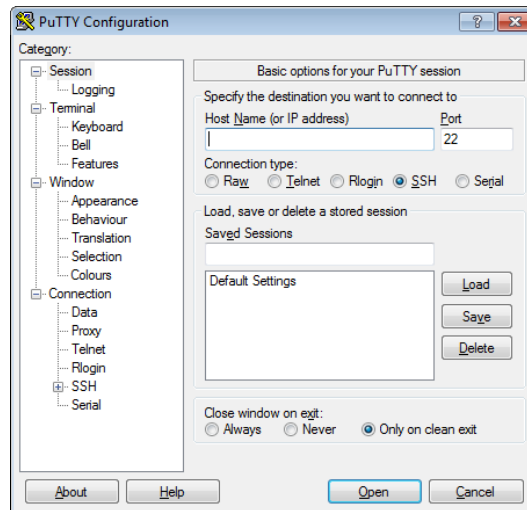 PuTTY Configuration
?
Category:
Session
Logging
Terminal
Keyboard
Bell
Features
Window
Appearance
Behaviour
Translation
Selection
Colours
Connection
Data
Proxy
Telnet
Rlogin
SSH
Serial
Basic options for your PuTTY session
Specify the destination you want to connect to
Host Name (or IP address) Port
22
Connection type:
Raw Telnet Rlogin SSH Serial
Load, save or delete a stored session
Saved Sessions
Default Settings
Load
Save
Delete
Close window on exit:
Always Never Only on clean exit
About Help Open Cancel